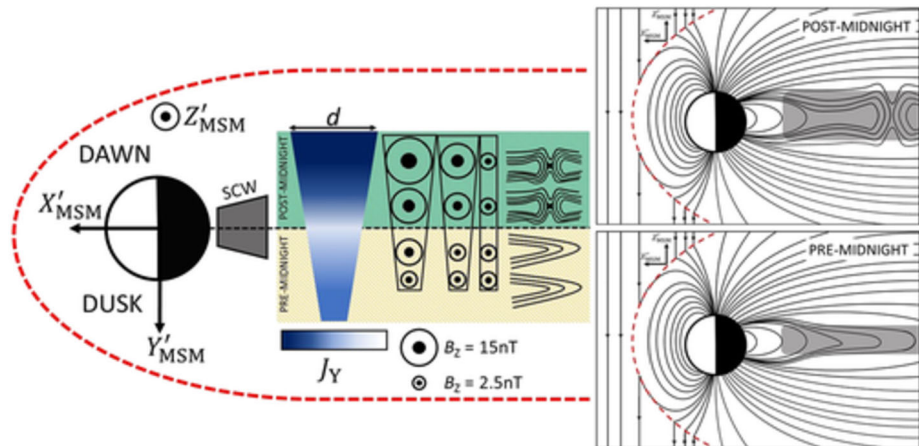 Z′MSM
DAWN
X′MSM
DUSK
Y′MSM
SCW
d
POST-MIDNIGHT
PRE-MIDNIGHT
JY
Bz = 15nT
Bz = 2.5nT
POST-MIDNIGHT
PRE-MIDNIGHT